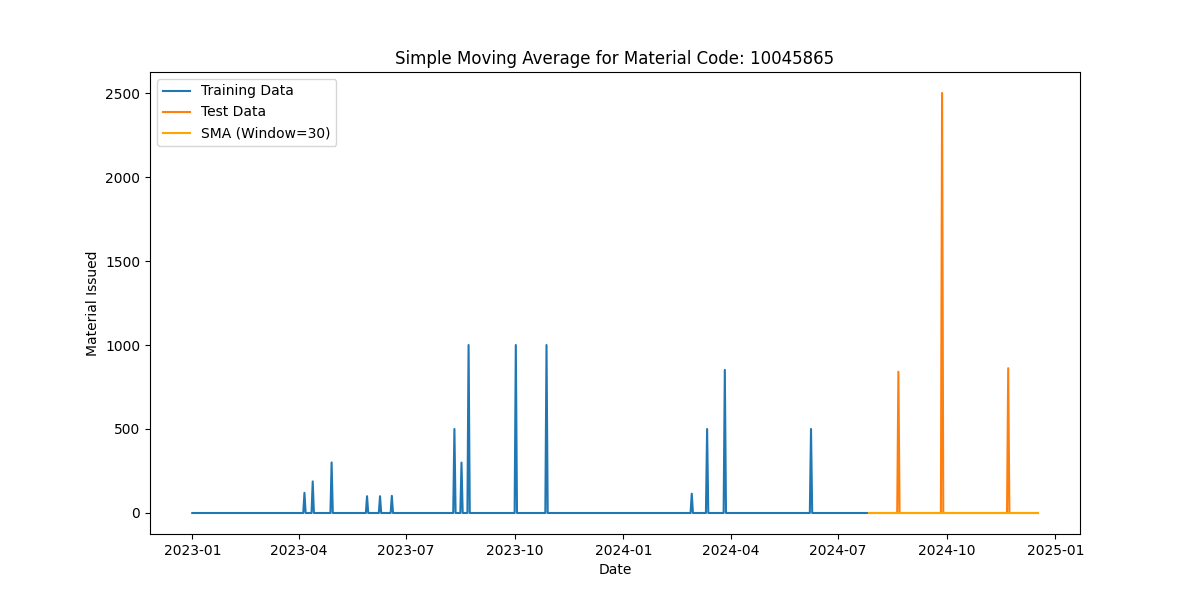 Simple Moving Average for Material Code: 10045865
Training Data
Test Data
SMA (Window=30)
Material Issued
2500
2000
1500
1000
500
0
2023-01 2023-04 2023-07 2023-10 2024-01 2024-04 2024-07 2024-10 2025-01
Date